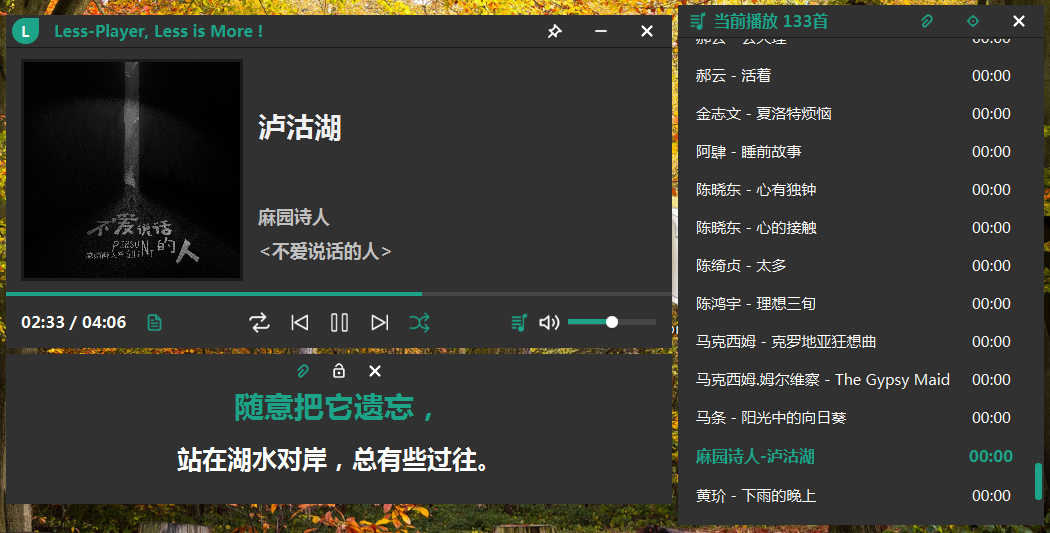 L Less-Player, Less is More !
不爱说话
PERSON
的人
泸沽湖
麻园诗人
<不爱说话的人>
02:33 / 04:06
随意把它遗忘，
站在湖水对岸，总有些过往。
当前播放 133首
郝云 - 活着 00:00
金志文 - 夏洛特烦恼 00:00
阿肆 - 睡前故事 00:00
陈晓东 - 心有独钟 00:00
陈晓东 - 心的接触 00:00
陈绮贞 - 太多 00:00
陈鸿宇 - 理想三旬 00:00
马克西姆 - 克罗地亚狂想曲 00:00
马克西姆.姆尔维察 - The Gypsy Maid 00:00
马条 - 阳光中的向日葵 00:00
麻园诗人-泸沽湖 00:00
黄玠 - 下雨的晚上 00:00